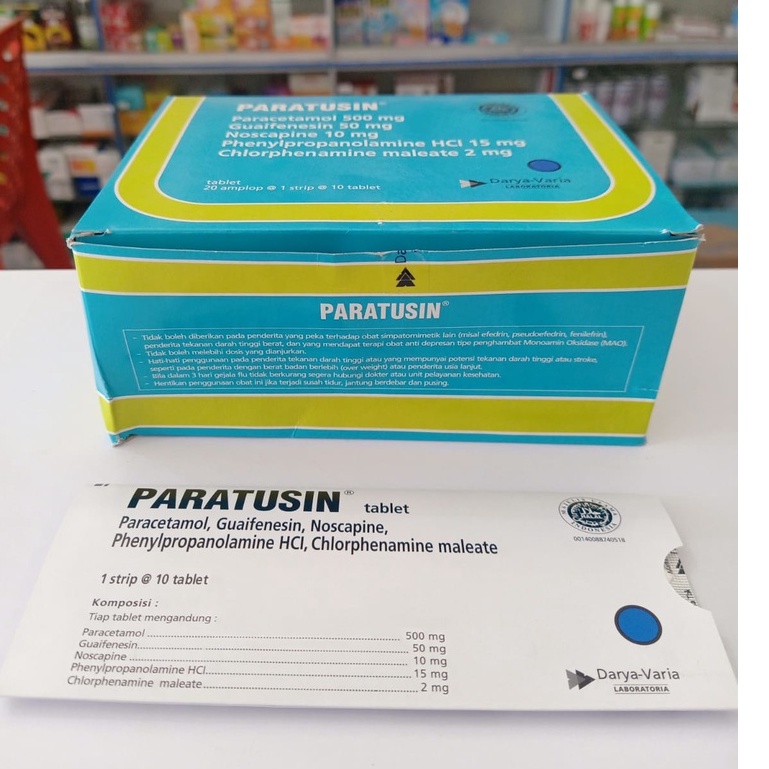 PARATUSIN®
Paracetamol 500 mg
Guaifenesin 50 mg
Noscapine 10 mg
Phenylpropanolamine HCl 15 mg
Chlorphenamine maleate 2 mg
tablet
20 amplop @ 1 strip @ 10 tablet
Darya-Varia
LABORATORIA
PARATUSIN®
- Tidak boleh diberikan pada penderita yang peka terhadap obat simpatomimetik lain (misal efedrin, pseudoefedrin, fenilefrin),
penderita tekanan darah tinggi berat, dan yang mendapat terapi obat anti depresan tipe penghambat Monoamin Oksidase (MAO).
- Tidak boleh melebihi dosis yang dianjurkan.
- Hati-hati penggunaan pada penderita tekanan darah tinggi atau yang mempunyai potensi tekanan darah tinggi atau stroke,
seperti pada penderita dengan berat badan berlebih (over weight) atau penderita usia lanjut.
- Bila dalam 3 hari gejala flu tidak berkurang segera hubungi dokter atau unit pelayanan kesehatan.
- Hentikan penggunaan obat ini jika terjadi susah tidur, jantung berdebar dan pusing.
PARATUSIN® tablet
Paracetamol, Guaifenesin, Noscapine,
Phenylpropanolamine HCl, Chlorphenamine maleate
INDONESIA
00140088740518
1 strip @ 10 tablet
Komposisi :
Tiap tablet mengandung :
Paracetamol ........ 500 mg
Guaifenesin........ 50 mg
Noscapine ........ 10 mg
Phenylpropanolamine HCl........ 15 mg
Chlorphenamine maleate........ 2 mg
Darya-Varia
LABORATORIA